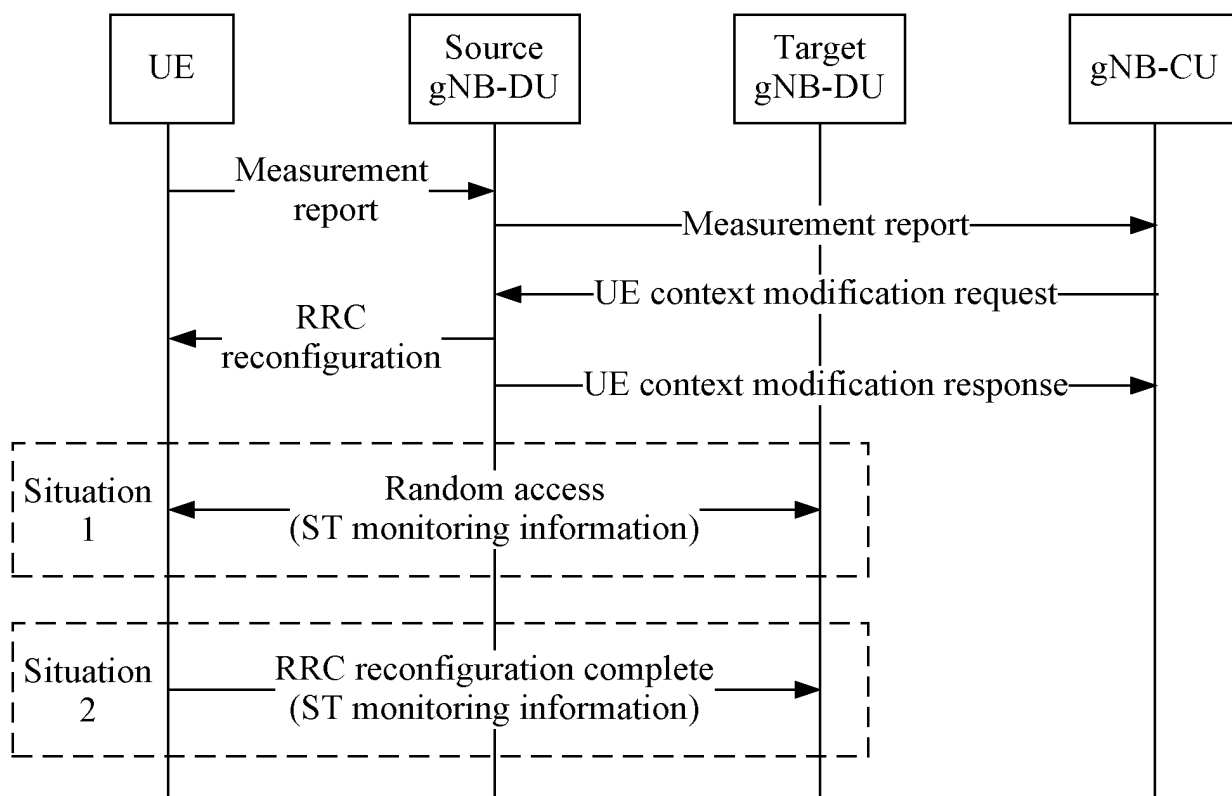 UE
Source
gNB-DU
Target
gNB-DU
gNB-CU
Measurement
report
Measurement report
UE context modification request
RRC
reconfiguration
UE context modification response
Situation
1
Random access
(ST monitoring information)
Situation
2
RRC reconfiguration complete
(ST monitoring information)